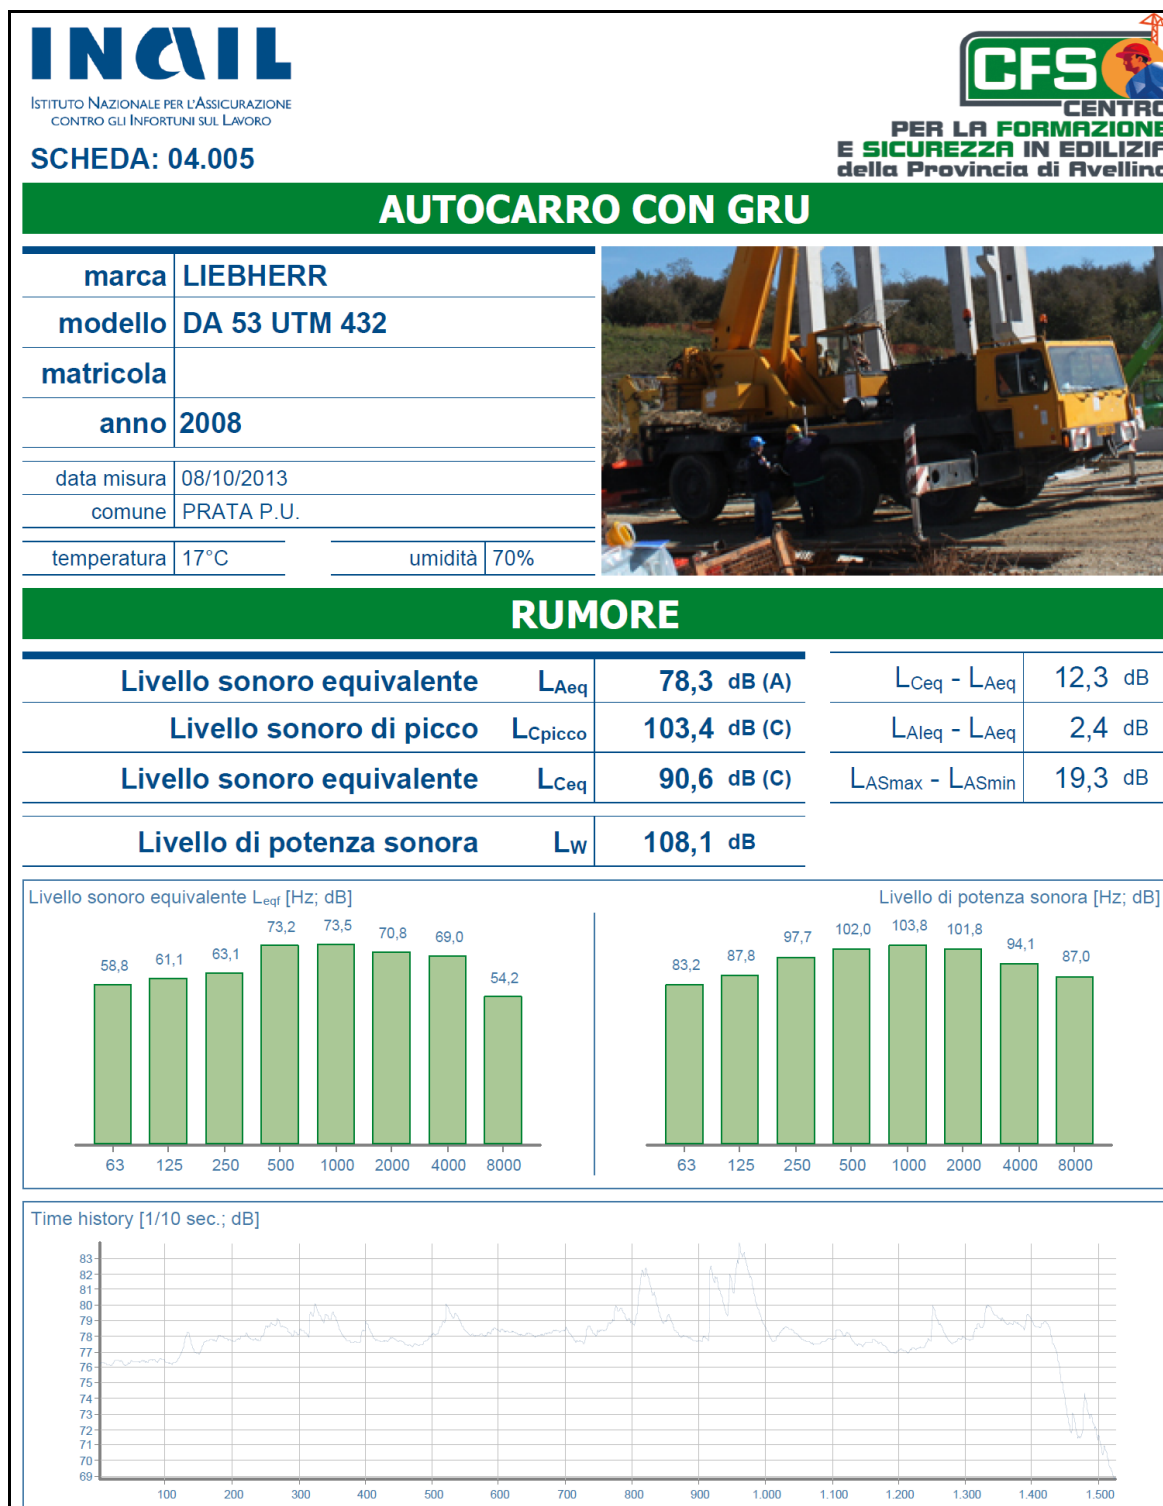 INAIL
ISTITUTO NAZIONALE PER L'ASSICURAZIONE
CONTRO GLI INFORTUNI SUL LAVORO
SCHEDA: 04.005
CFS
CENTRO
PER LA FORMAZIONE
E SICUREZZA IN EDILIZIA
della Provincia di Avellino
AUTOCARRO CON GRU
marca LIEBHERR
modello DA 53 UTM 432
matricola
anno 2008
data misura 08/10/2013
comune PRATA P.U.
temperatura 17°C umidità 70%
RUMORE
Livello sonoro equivalente LAeq 78,3 dB (A)
Livello sonoro di picco LCpicco 103,4 dB (C)
Livello sonoro equivalente LCeq 90,6 dB (C)
Livello di potenza sonora LW 108,1 dB
LCeq - LAeq 12,3 dB
LAIeq - LAeq 2,4 dB
LASmax - LASmin 19,3 dB
Livello sonoro equivalente Leqf [Hz; dB]
58,8 61,1 63,1 73,2 73,5 70,8 69,0 54,2
63 125 250 500 1000 2000 4000 8000
Livello di potenza sonora [Hz; dB]
83,2 87,8 97,7 102,0 103,8 101,8 94,1 87,0
63 125 250 500 1000 2000 4000 8000
Time history [1/10 sec.; dB]
83
82
81
80
79
78
77
76
75
74
73
72
71
70
69
100 200 300 400 500 600 700 800 900 1.000 1.100 1.200 1.300 1.400 1.500